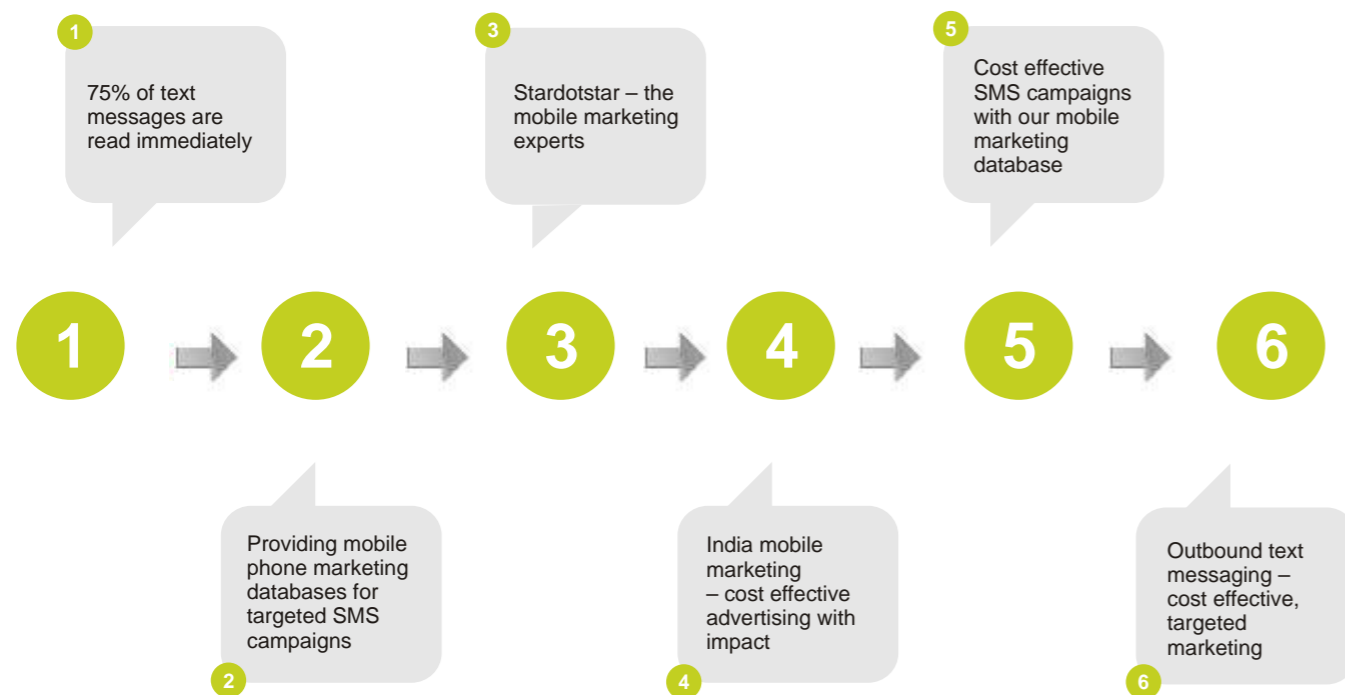 1
75% of text
messages are
read immediately
3
Stardotstar – the
mobile marketing
experts
5
Cost effective
SMS campaigns
with our mobile
marketing
database
1
2
3
4
5
6
Providing mobile
phone marketing
databases for
targeted SMS
campaigns
2
India mobile
marketing
– cost effective
advertising with
impact
4
Outbound text
messaging –
cost effective,
targeted
marketing
6